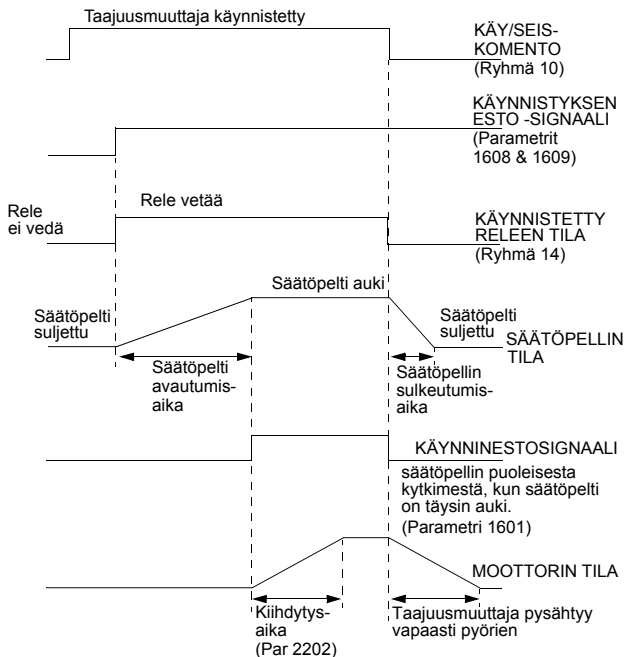 Taajuusmuuttaja käynnistetty
KÄY/SEIS-
KOMENTO
(Ryhmä 10)
KÄYNNISTYKSEN
ESTO -SIGNAALI
(Parametrit
1608 & 1609)
Rele
ei vedä
Rele vetää
KÄYNNISTETTY
RELEEN TILA
(Ryhmä 14)
Säätöpelti auki
Säätöpelti
suljettu
Säätöpelti
suljettu
SÄÄTÖPELLIN
TILA
Säätöpelti
avautumis-
aika
Säätöpellin
sulkeutumis-
aika
KÄYNNINESTOSIGNAALI
säätöpellin puoleisesta
kytkimestä, kun säätöpelti
on täysin auki.
(Parametri 1601)
MOOTTORIN TILA
Kiihdytys-
aika
(Par 2202)
Taajuusmuuttaja pysähtyy
vapaasti pyörien